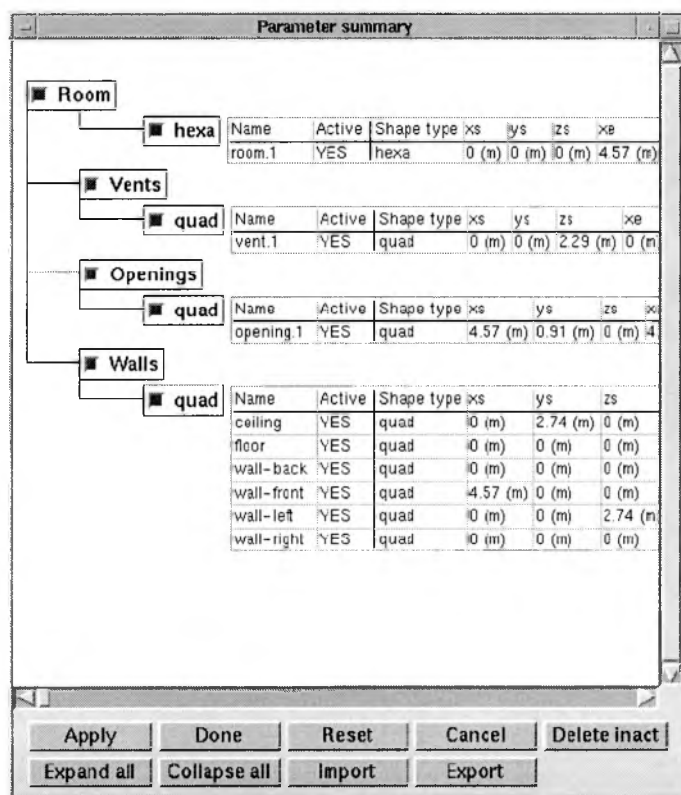 Parameter summary
Room
hexa
Name Active Shape type xs ys zs xe
room.1 YES hexa 0 (m) 0 (m) 0 (m) 4.57 (m)
Vents
quad
Name Active Shape type xs ys zs xe
vent.1 YES quad 0 (m) 0 (m) 2.29 (m) 0 (m
Openings
quad
Name Active Shape type xs ys zs
opening.1 YES quad 4.57 (m) 0.91 (m) 0 (m) 4
Walls
quad
Name Active Shape type xs ys zs
ceiling YES quad 0 (m) 2.74 (m) 0 (m)
floor YES quad 0 (m) 0 (m) 0 (m)
wall-back YES quad 0 (m) 0 (m) 0 (m)
wall-front YES quad 4.57 (m) 0 (m) 0 (m)
wall-left YES quad 0 (m) 0 (m) 2.74 (m
wall-right YES quad 0 (m) 0 (m) 0 (m)
Apply Done Reset Cancel Delete inact
Expand all Collapse all Import Export